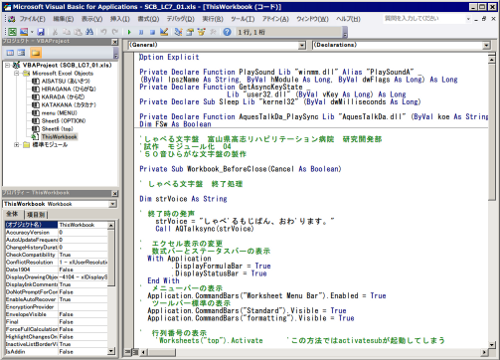 Microsoft Visual Basic for Applications - SCB_LC7_01.xls - [ThisWorkbook (コード)]
ファイル(F) 編集(E) 表示(V) 挿入(I) 書式(O) デバッグ(D) 実行(R) ツール(T) アドイン(A) ウィンドウ(W) ヘルプ(H)
質問を入力してください
1 行, 1 桁
プロジェクト - VBAProject
VBAProject (SCB_LC7_01.xls)
Microsoft Excel Objects
AISATSU (あいさつ)
HIRAGANA (ひらがな)
KARADA (からだ)
KATAKANA (カタカナ)
menu (MENU)
Sheet5 (OPTION)
Sheet6 (top)
ThisWorkbook
標準モジュール
プロパティ - ThisWorkbook
ThisWorkbook Workbook
全体 項目別
(オブジェクト名) ThisWorkbook
AccuracyVersion 0
AutoUpdateFrequenc 0
ChangeHistoryDurati 0
CheckCompatibility True
ConflictResolution 1 - xlUserResolution
Date1904 False
DisplayDrawingObjec -4104 - xlDisplayS
DisplayInkComments True
DoNotPromptForCon False
EnableAutoRecover True
EncryptionProvider
EnvelopeVisible False
Final False
ForceFullCalculation False
HighlightChangesOn False
InactiveListBorderVi True
IsAddin False
(General)
(Declarations)
Option Explicit
Private Declare Function PlaySound Lib "winmm.dll" Alias "PlaySoundA" _
(ByVal lpszName As String, ByVal hModule As Long, ByVal dwFlags As Long) As Long
Private Declare Function GetAsyncKeyState _
Lib "user32.dll" (ByVal vKey As Long) As Long
Private Declare Sub Sleep Lib "kernel32" (ByVal dwMilliseconds As Long)
Private Declare Function AquesTalkDa_PlaySync Lib "AquesTalkDa.dll" (ByVal koe As String
Dim FSW As Boolean
'しゃべる文字盤 富山県高志リハビリテーション病院 研究開発部
'試作 モジュール化 04
'５０音ひらがな文字盤の製作
Private Sub Workbook_BeforeClose(Cancel As Boolean)
' しゃべる文字盤 終了処理
Dim strVoice As String
' 終了時の発声
strVoice = "しゃべ`るもじばん、おわ`ります。"
Call AQTalksync(strVoice)
' エクセル表示の変更
' 数式バーとステータスバーの表示
With Application
.DisplayFormulaBar = True
.DisplayStatusBar = True
End With
' メニューバーの表示
Application.CommandBars("Worksheet Menu Bar").Enabled = True
' ツールバー標準の表示
Application.CommandBars("Standard").Visible = True
Application.CommandBars("formatting").Visible = True
' 行列番号の表示
'Worksheets("top").Activate 'この方法ではactivatesubが起動してしまう